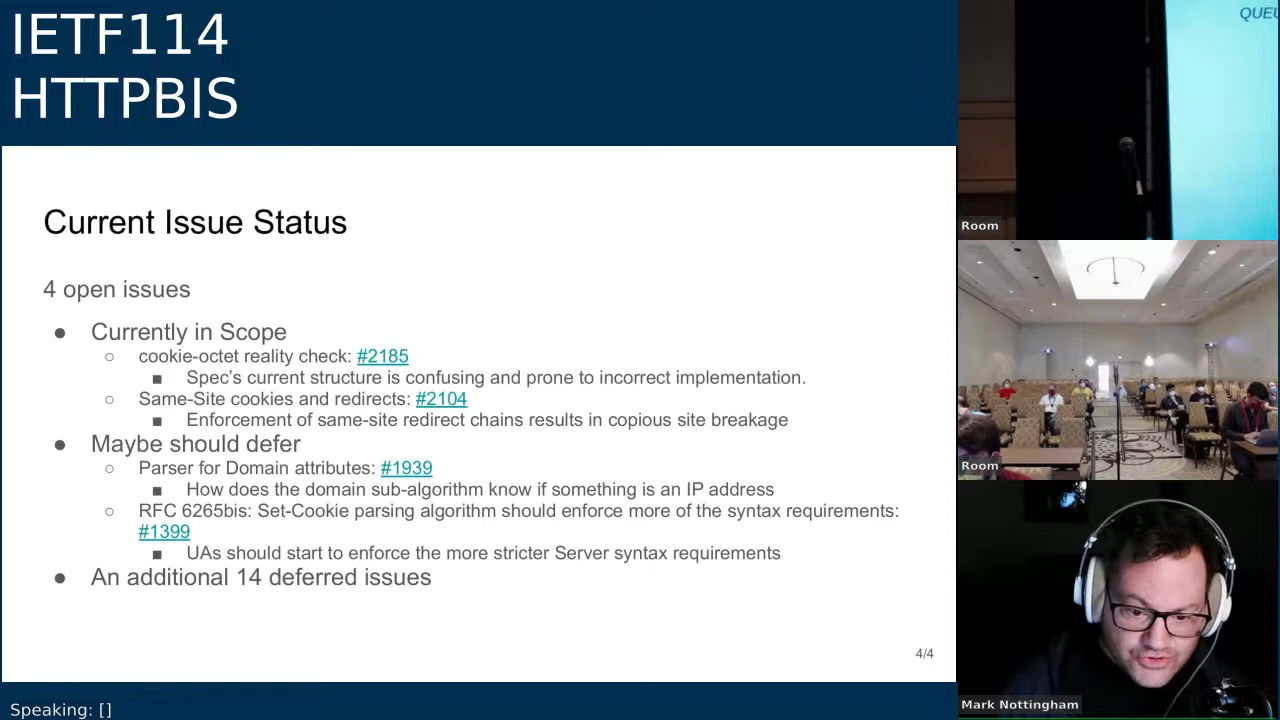 IETF114
HTTPBIS
Current Issue Status
4 open issues
● Currently in Scope
○ cookie-octet reality check: #2185
■ Spec's current structure is confusing and prone to incorrect implementation.
○ Same-Site cookies and redirects: #2104
■ Enforcement of same-site redirect chains results in copious site breakage
● Maybe should defer
○ Parser for Domain attributes: #1939
■ How does the domain sub-algorithm know if something is an IP address
○ RFC 6265bis: Set-Cookie parsing algorithm should enforce more of the syntax requirements:
#1399
■ UAs should start to enforce the more stricter Server syntax requirements
● An additional 14 deferred issues
4/4
Speaking: []
Room
Room
Mark Nottingham